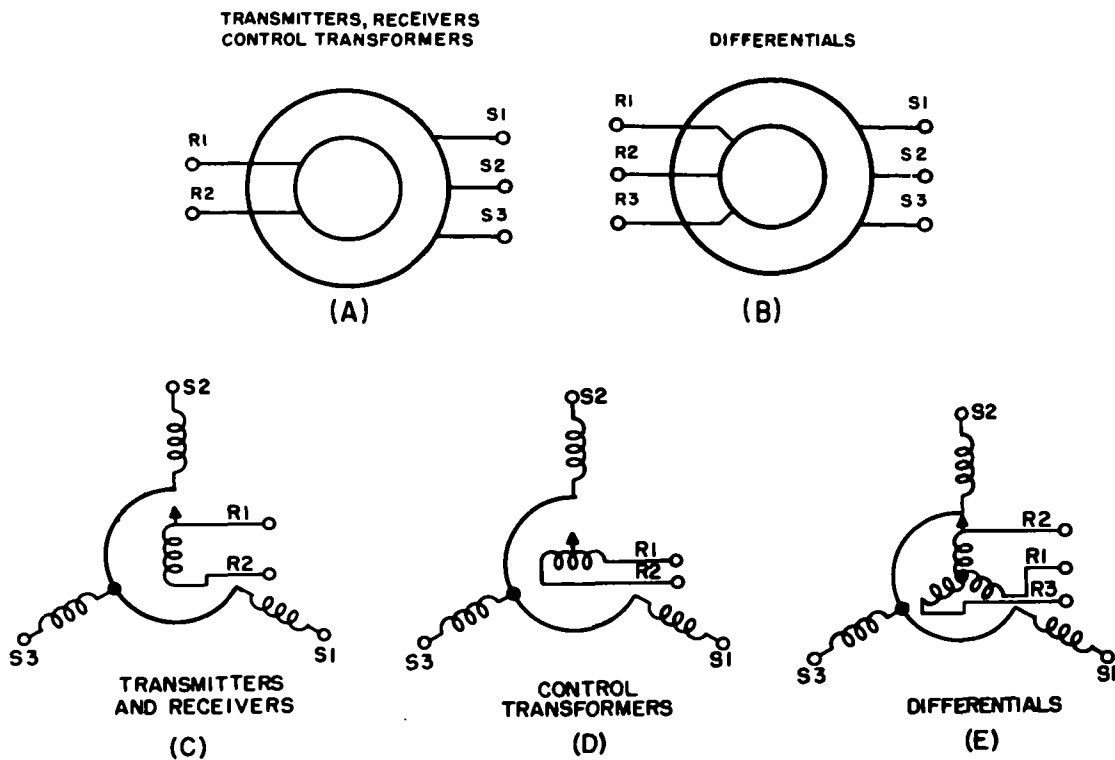 TRANSMITTERS, RECEIVERS
CONTROL TRANSFORMERS
DIFFERENTIALS
R1
R2
S1
S2
S3
(A)
R1
R2
R3
S1
S2
S3
(B)
S2
R1
R2
S3
S1
TRANSMITTERS
AND RECEIVERS
(C)
S2
R1
R2
S3
S1
CONTROL
TRANSFORMERS
(D)
S2
R2
R1
R3
S3
S1
DIFFERENTIALS
(E)